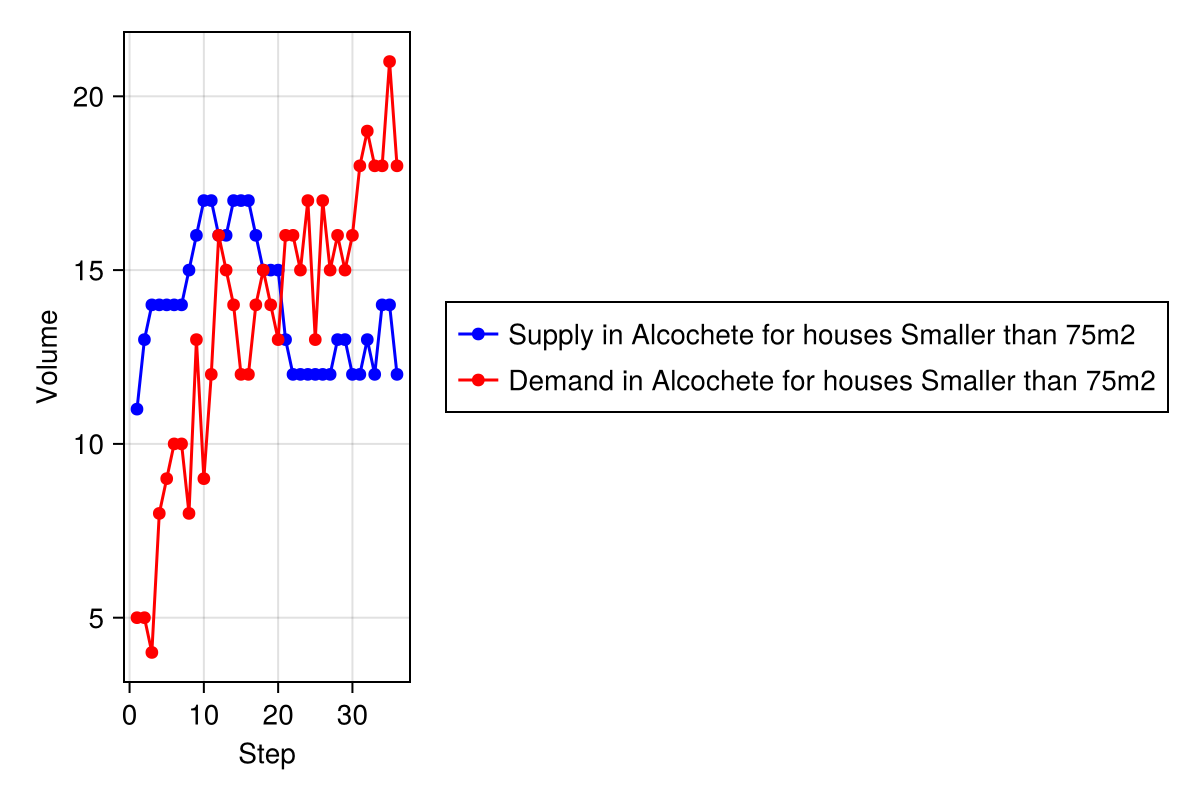 20
15
10
5
Volume
0 10 20 30
Step
Supply in Alcochete for houses Smaller than 75m2
Demand in Alcochete for houses Smaller than 75m2